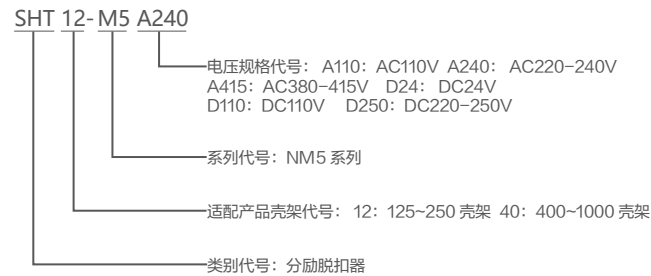 SHT 12- M5 A240
电压规格代号： A110：AC110V A240： AC220-240V
A415：AC380-415V D24： DC24V
D110：DC110V D250：DC220-250V
系列代号：NM5 系列
适配产品壳架代号： 12：125~250 壳架 40：400~1000 壳架
类别代号：分励脱扣器